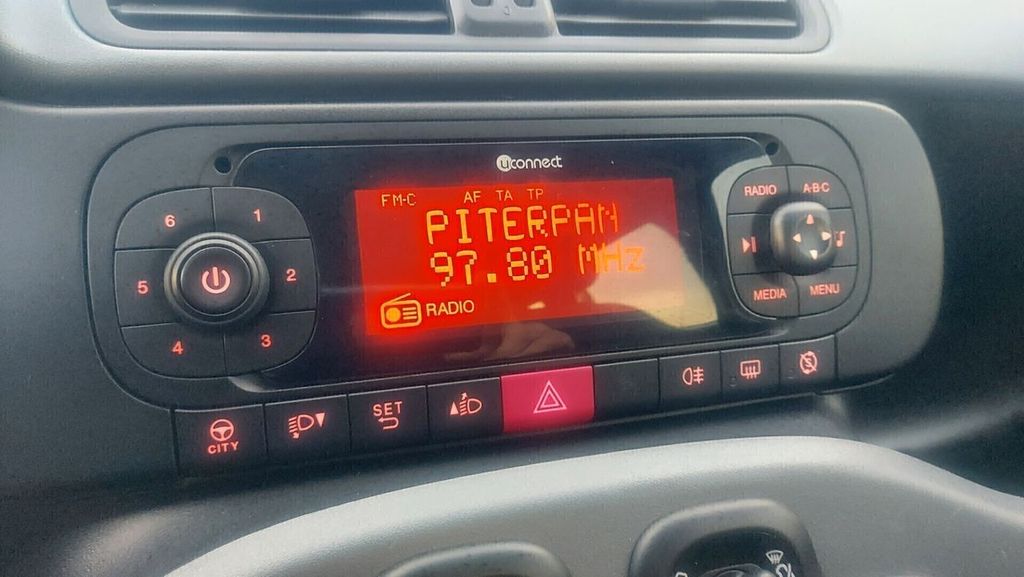 uconnect
FM-C AF TA TP
PITERPAN
97.80 MHz
RADIO
6 1
5 2
4 3
RADIO A·B·C
MEDIA MENU
CITY
SET